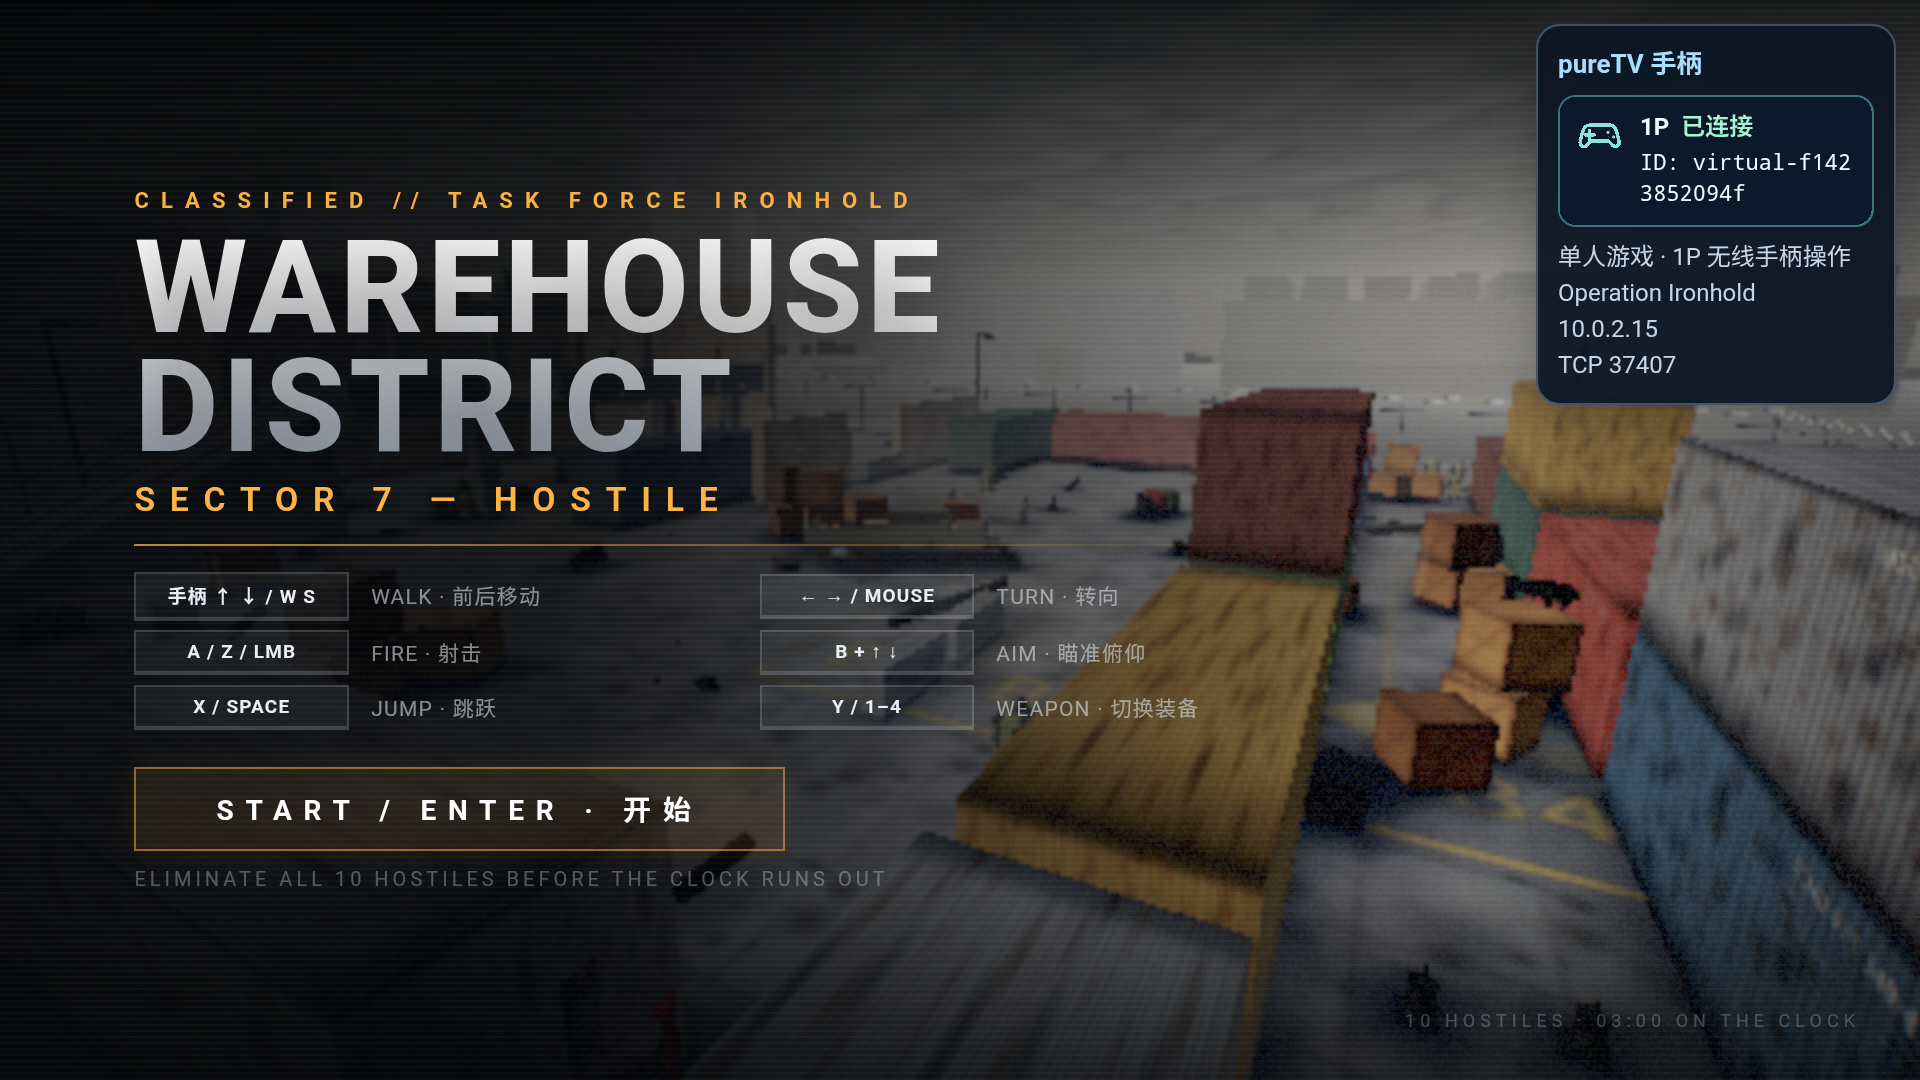 CLASSIFIED // TASK FORCE IRONHOLD
WAREHOUSE
DISTRICT
SECTOR 7 — HOSTILE
手柄 ↑ ↓ / W S
WALK · 前后移动
← → / MOUSE
TURN · 转向
A / Z / LMB
FIRE · 射击
B + ↑ ↓
AIM · 瞄准俯仰
X / SPACE
JUMP · 跳跃
Y / 1–4
WEAPON · 切换装备
START / ENTER · 开始
ELIMINATE ALL 10 HOSTILES BEFORE THE CLOCK RUNS OUT
pureTV 手柄
1P 已连接
ID: virtual-f142
3852094f
单人游戏 · 1P 无线手柄操作
Operation Ironhold
10.0.2.15
TCP 37407
34
10 HOSTILES · 03:00 ON THE CLOCK